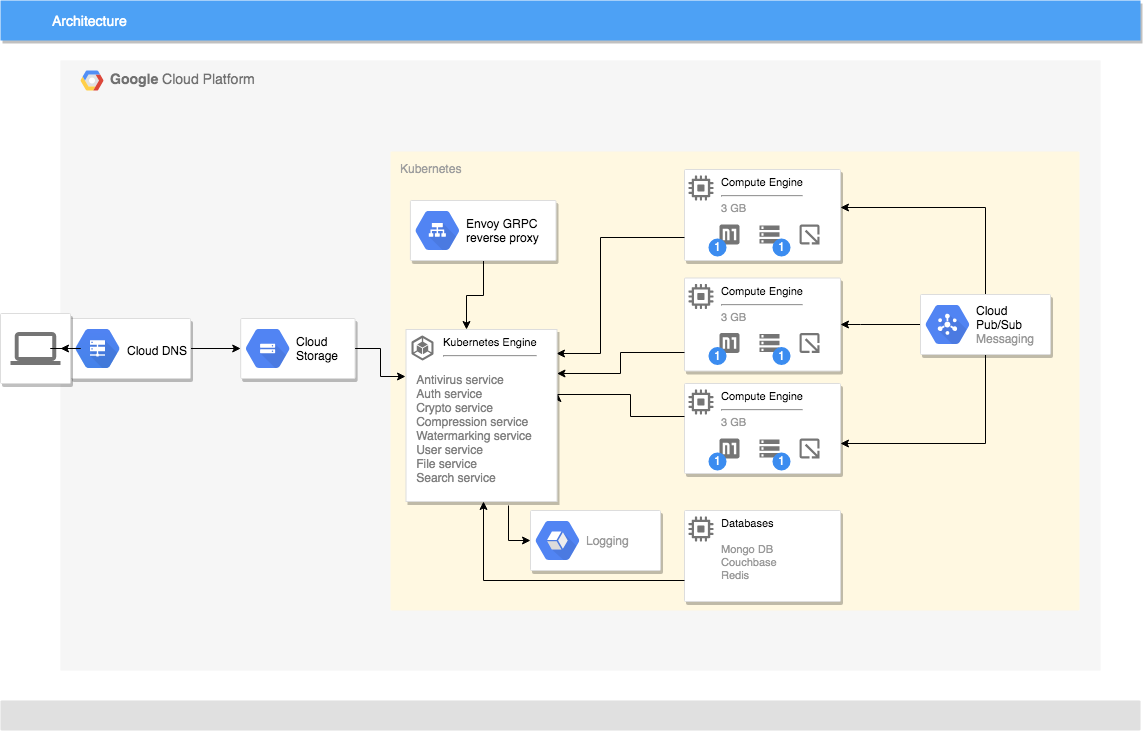 Architecture
Google Cloud Platform
Kubernetes
Envoy GRPC
reverse proxy
Compute Engine
3 GB
n1
1
1
Compute Engine
3 GB
n1
1
1
Cloud
Pub/Sub
Messaging
Cloud DNS
Cloud
Storage
Kubernetes Engine
Antivirus service
Auth service
Crypto service
Compression service
Watermarking service
User service
File service
Search service
Compute Engine
3 GB
n1
1
1
Logging
Databases
Mongo DB
Couchbase
Redis